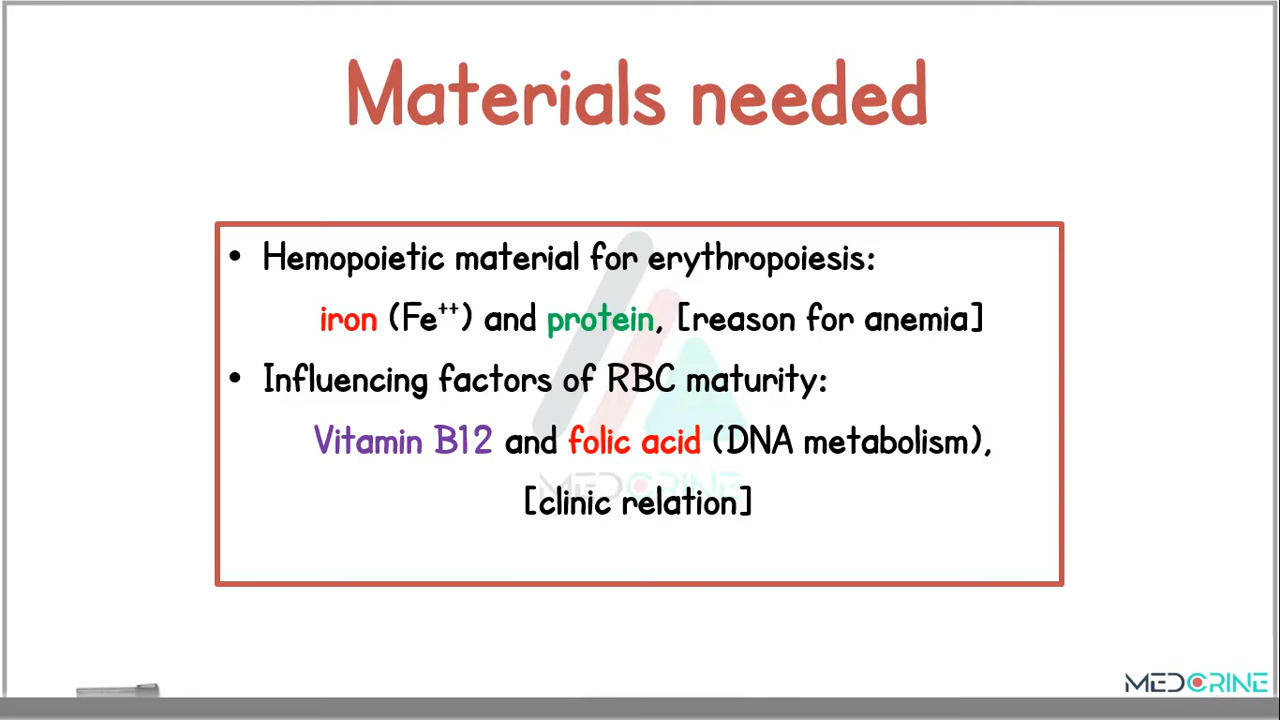 Materials needed
• Hemopoietic material for erythropoiesis:
iron (Fe⁺⁺) and protein, [reason for anemia]
• Influencing factors of RBC maturity:
Vitamin B12 and folic acid (DNA metabolism),
[clinic relation]
MEDCRINE
MEDCRINE